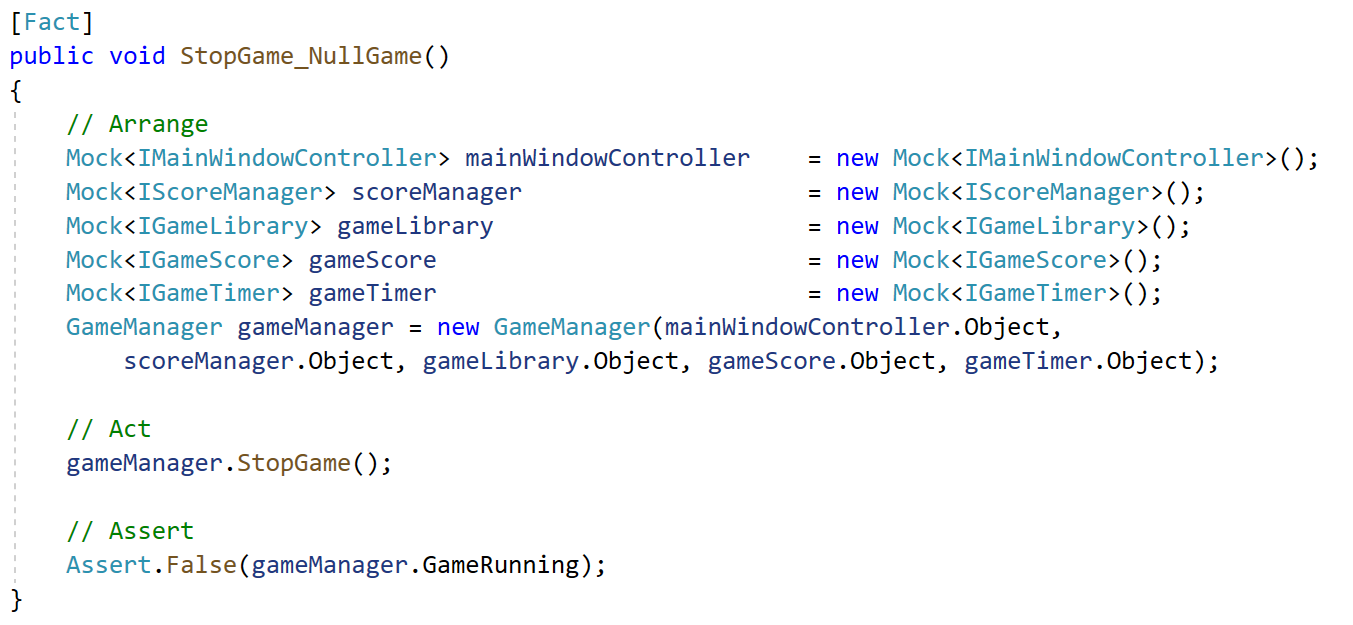 [Fact]
public void StopGame_NullGame()
{
    // Arrange
    Mock<IMainWindowController> mainWindowController    = new Mock<IMainWindowController>();
    Mock<IScoreManager> scoreManager                    = new Mock<IScoreManager>();
    Mock<IGameLibrary> gameLibrary                      = new Mock<IGameLibrary>();
    Mock<IGameScore> gameScore                          = new Mock<IGameScore>();
    Mock<IGameTimer> gameTimer                          = new Mock<IGameTimer>();
    GameManager gameManager = new GameManager(mainWindowController.Object,
        scoreManager.Object, gameLibrary.Object, gameScore.Object, gameTimer.Object);

    // Act
    gameManager.StopGame();

    // Assert
    Assert.False(gameManager.GameRunning);
}